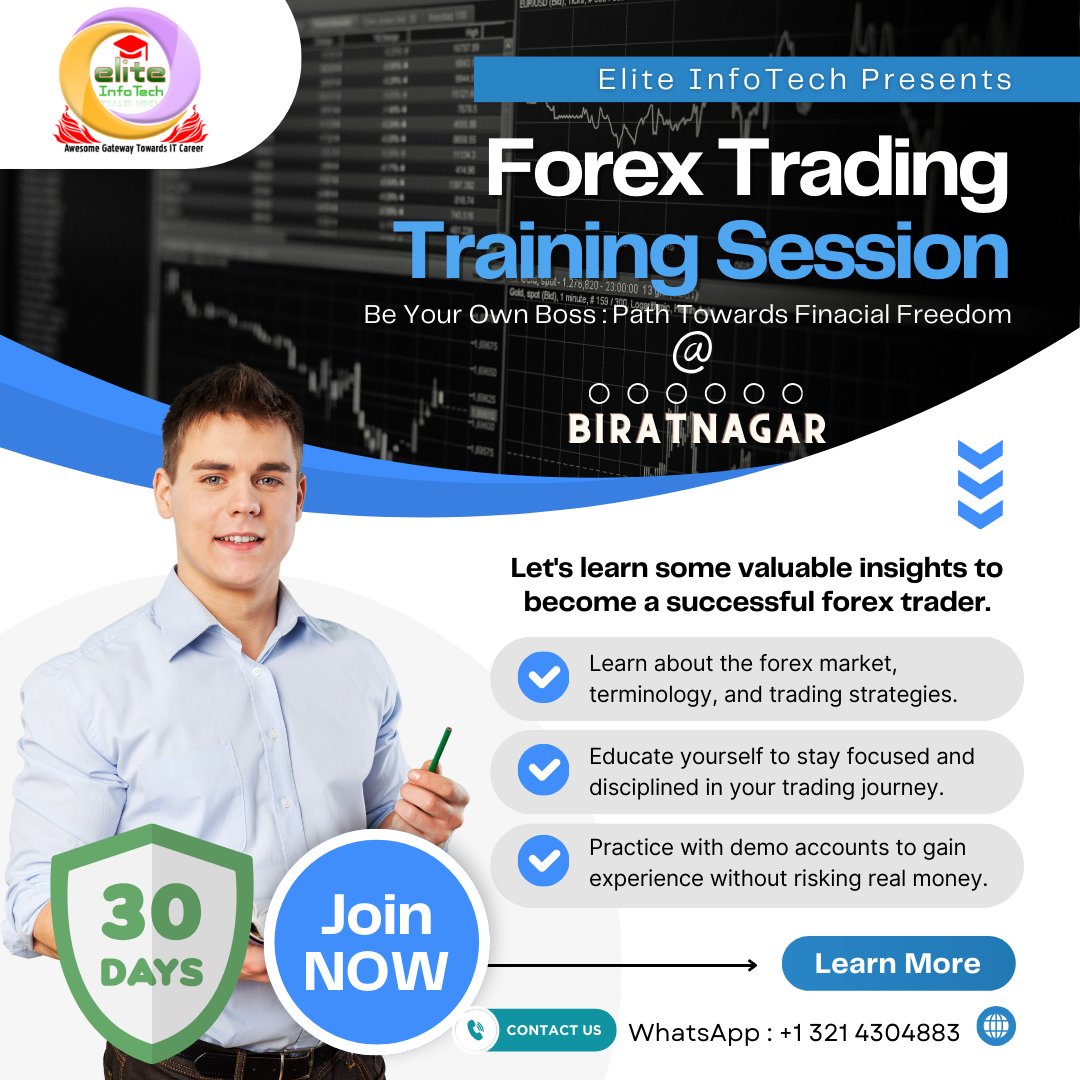 elite
InfoTech
Awesome Gateway Towards IT Career
Elite InfoTech Presents
Forex Trading
Training Session
Be Your Own Boss : Path Towards Finacial Freedom
@
BIRATNAGAR
Let's learn some valuable insights to
become a successful forex trader.
Learn about the forex market,
terminology, and trading strategies.
Educate yourself to stay focused and
disciplined in your trading journey.
Practice with demo accounts to gain
experience without risking real money.
30
DAYS
Join
NOW
Learn More
CONTACT US
WhatsApp : +1 321 4304883